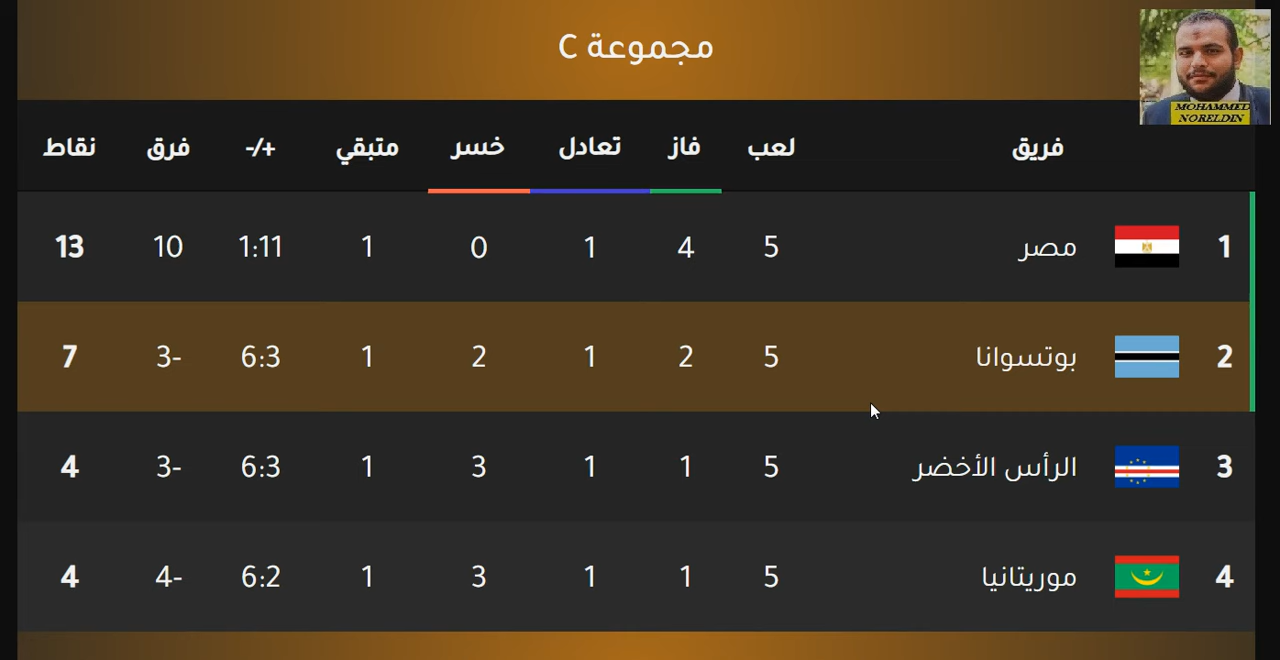 مجموعة C
MOHAMMED
NORELDIN
فريق لعب فاز تعادل خسر متبقي +/- فرق نقاط
1 مصر 5 4 1 0 1 1:11 10 13
2 بوتسوانا 5 2 1 2 1 6:3 3- 7
3 الرأس الأخضر 5 1 1 3 1 6:3 3- 4
4 موريتانيا 5 1 1 3 1 6:2 4- 4